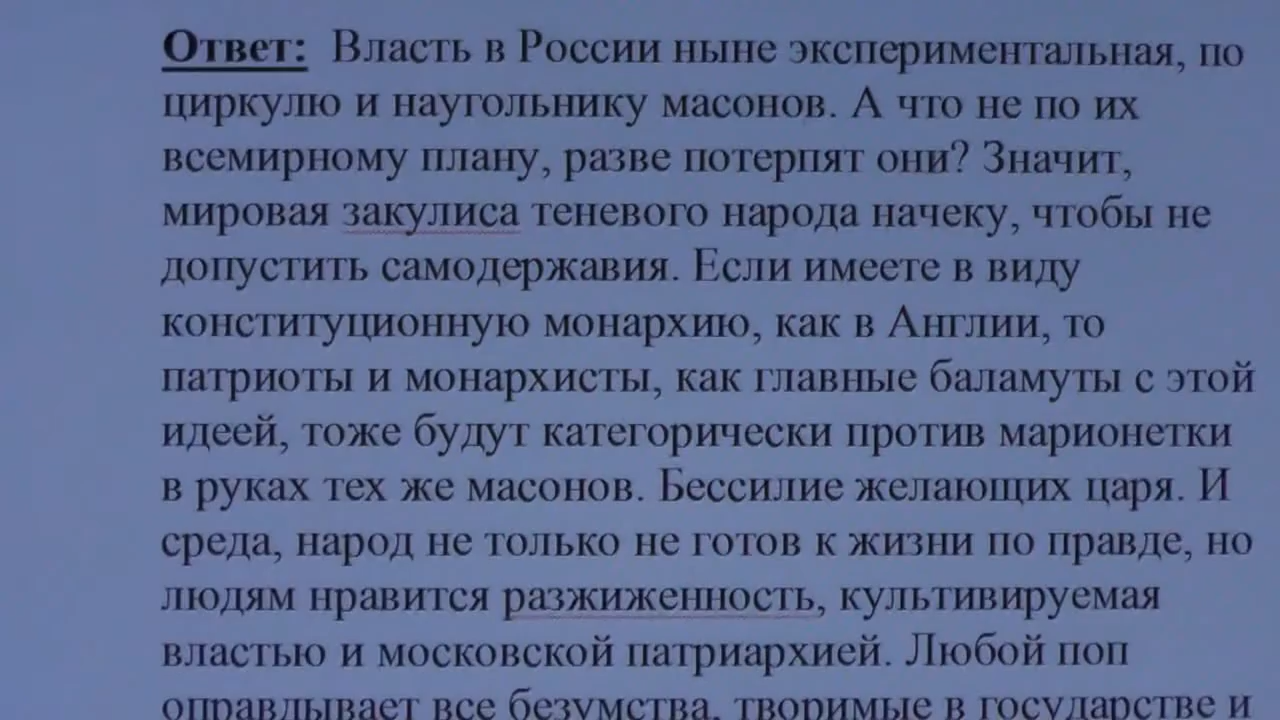 Ответ: Власть в России ныне экспериментальная, по
циркулю и наугольнику масонов. А что не по их
всемирному плану, разве потерпят они? Значит,
мировая закулиса теневого народа начеку, чтобы не
допустить самодержавия. Если имеете в виду
конституционную монархию, как в Англии, то
патриоты и монархисты, как главные баламуты с этой
идеей, тоже будут категорически против марионетки
в руках тех же масонов. Бессилие желающих царя. И
среда, народ не только не готов к жизни по правде, но
людям нравится разжиженность, культивируемая
властью и московской патриархией. Любой поп
оправдывает все безумства, творимые в государстве и